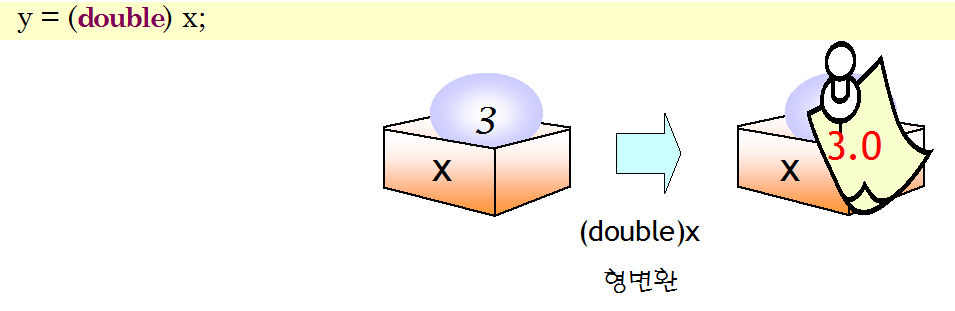 y = (double) x;
3
x
3.0
x
(double)x
형변환